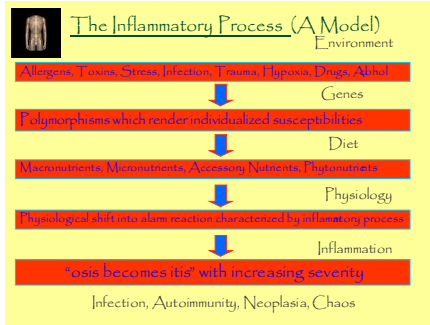 The Inflammatory Process (A Model)
Environment
Allergens, Toxins, Stress, Infection, Trauma, Hypoxia, Drugs, Alohol
Genes
Polymorphisms which render individualized susceptibilities
Diet
Macronutrients, Micronutrients, Accessory Nutrients, Phytonutrients
Physiology
Physiological shift into alarm reaction characterized by inflammatory process
Inflammation
“osis becomes itis” with increasing severity
Infection, Autoimmunity, Neoplasia, Chaos